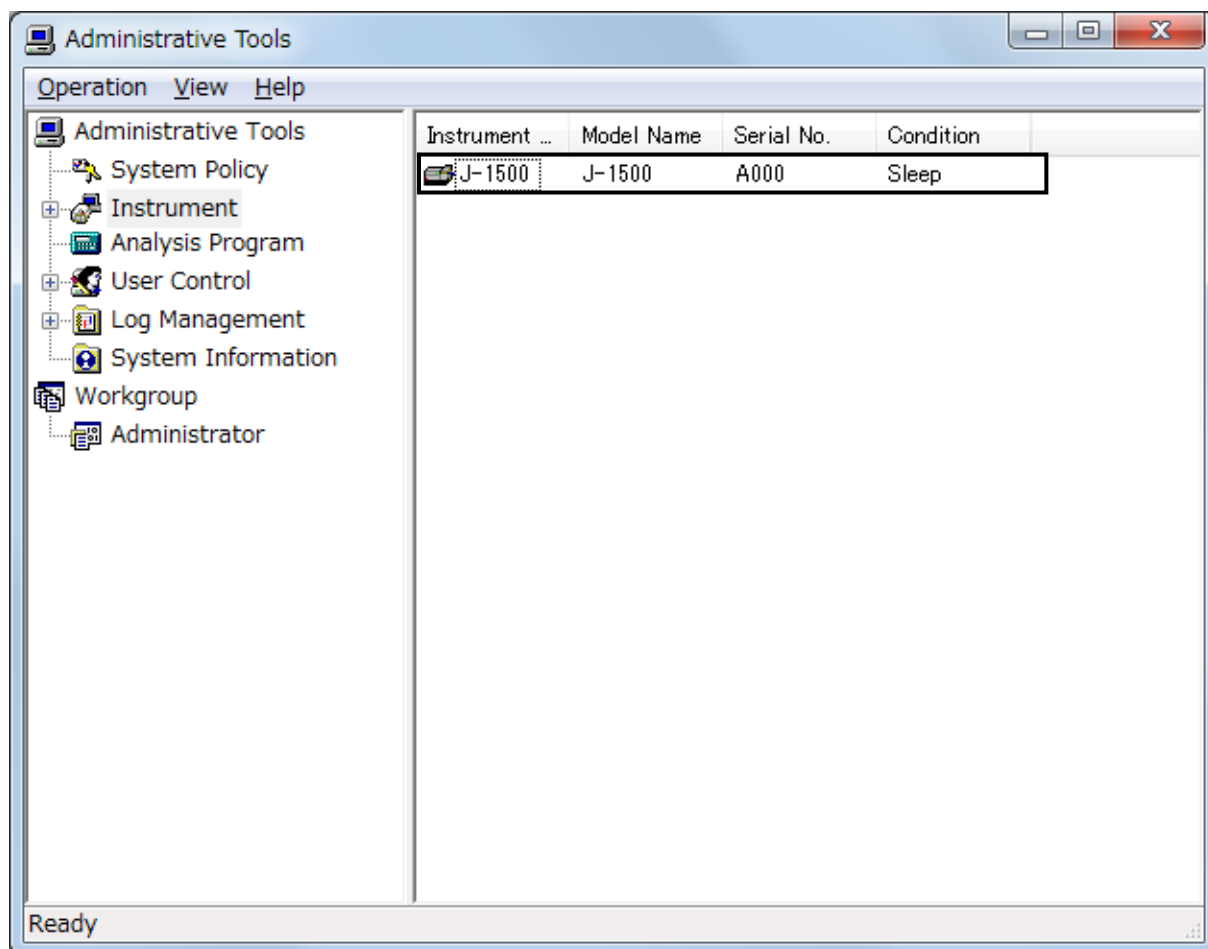 Administrative Tools
Operation View Help
Administrative Tools
System Policy
Instrument
Analysis Program
User Control
Log Management
System Information
Workgroup
Administrator
Instrument ... Model Name Serial No. Condition
J-1500 J-1500 A000 Sleep
Ready